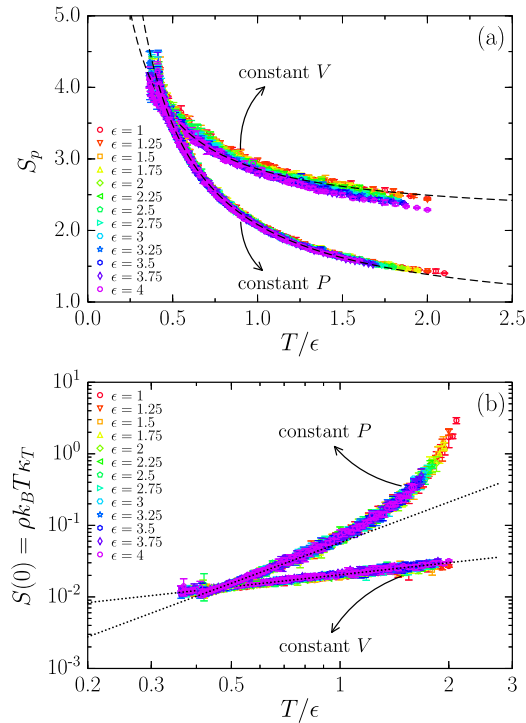 (a)
5.0
4.0
3.0
2.0
1.0
S_p
constant V
constant P
ϵ = 1
ϵ = 1.25
ϵ = 1.5
ϵ = 1.75
ϵ = 2
ϵ = 2.25
ϵ = 2.5
ϵ = 2.75
ϵ = 3
ϵ = 3.25
ϵ = 3.5
ϵ = 3.75
ϵ = 4
0.0 0.5 1.0 1.5 2.0 2.5
T/ϵ
(b)
10^1
10^0
10^-1
10^-2
10^-3
S(0) = ρk_BTκ_T
ϵ = 1
ϵ = 1.25
ϵ = 1.5
ϵ = 1.75
ϵ = 2
ϵ = 2.25
ϵ = 2.5
ϵ = 2.75
ϵ = 3
ϵ = 3.25
ϵ = 3.5
ϵ = 3.75
ϵ = 4
constant P
constant V
0.2 0.3 0.5 1 2 3
T/ϵ